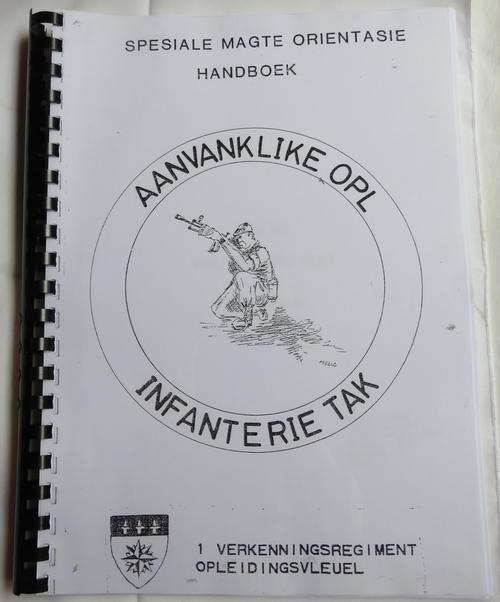 SPESIALE MAGTE ORIENTASIE
HANDBOEK
AANVANKLIKE OPL
INFANTERIE TAK
1 VERKENNINGSREGIMENT
OPLEIDINGSVLEUEL